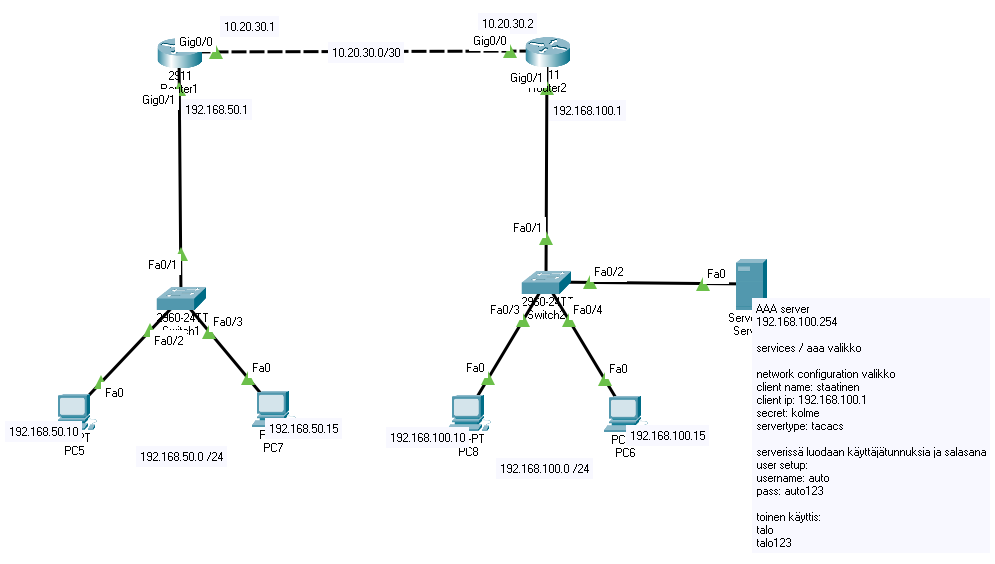 10.20.30.1
10.20.30.2
Gig0/0
Gig0/0
10.20.30.0/30
2911
Router1
11
Router2
Gig0/1
Gig0/1
192.168.50.1
192.168.100.1
Fa0/1
Fa0/1
Fa0/2
Fa0
2960-24TT
Switch1
2960-24TT
Switch2
Fa0/3
Fa0/2
Fa0/3
Fa0/4
Fa0
Fa0
Fa0
Fa0
192.168.50.10
PT
PC5
192.168.50.15
PC7
192.168.50.0 /24
192.168.100.10
-PT
PC8
192.168.100.15
PC
PC6
192.168.100.0 /24
Serv
Ser
AAA server
192.168.100.254
services / aaa valikko
network configuration valikko
client name: staatinen
client ip: 192.168.100.1
secret: kolme
servertype: tacacs
serverissä luodaan käyttäjätunnuksia ja salasana
user setup:
username: auto
pass: auto123
toinen käyttis:
talo
talo123